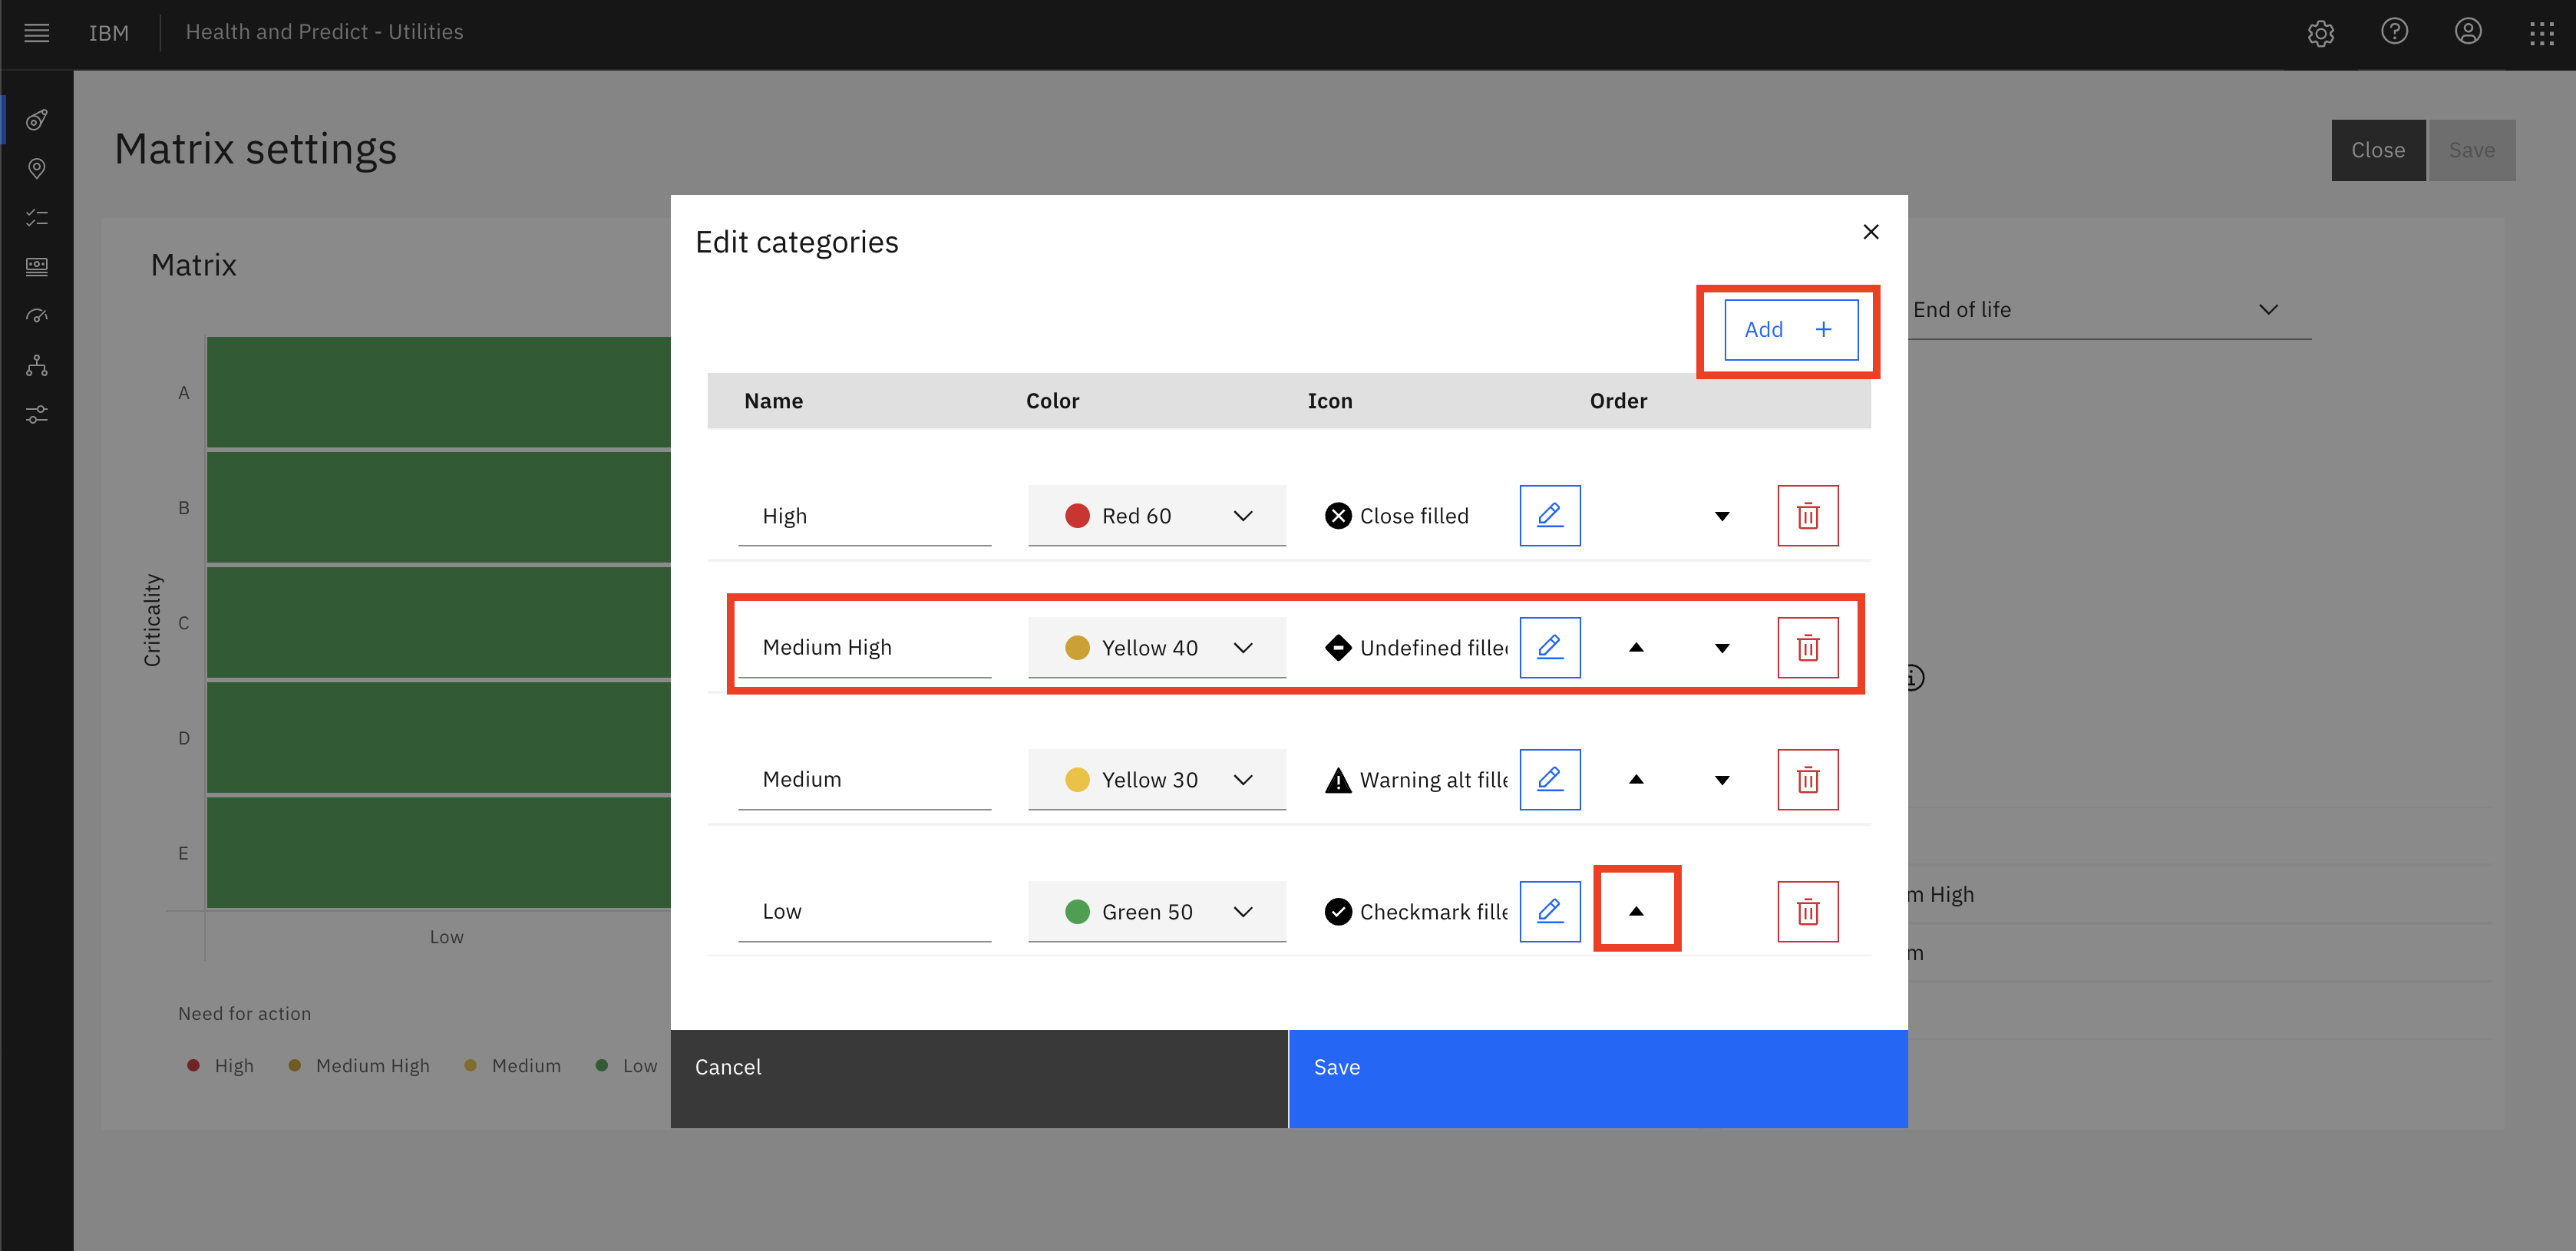 IBM
Health and Predict - Utilities
Matrix settings
Close
Save
Matrix
Edit categories
Add +
End of life
Name
Color
Icon
Order
High
Red 60
Close filled
Medium High
Yellow 40
Undefined filled
Medium
Yellow 30
Warning alt fille
Low
Green 50
Checkmark fille
A
B
C
D
E
Criticality
Low
m High
m
Need for action
High
Medium High
Medium
Low
Cancel
Save